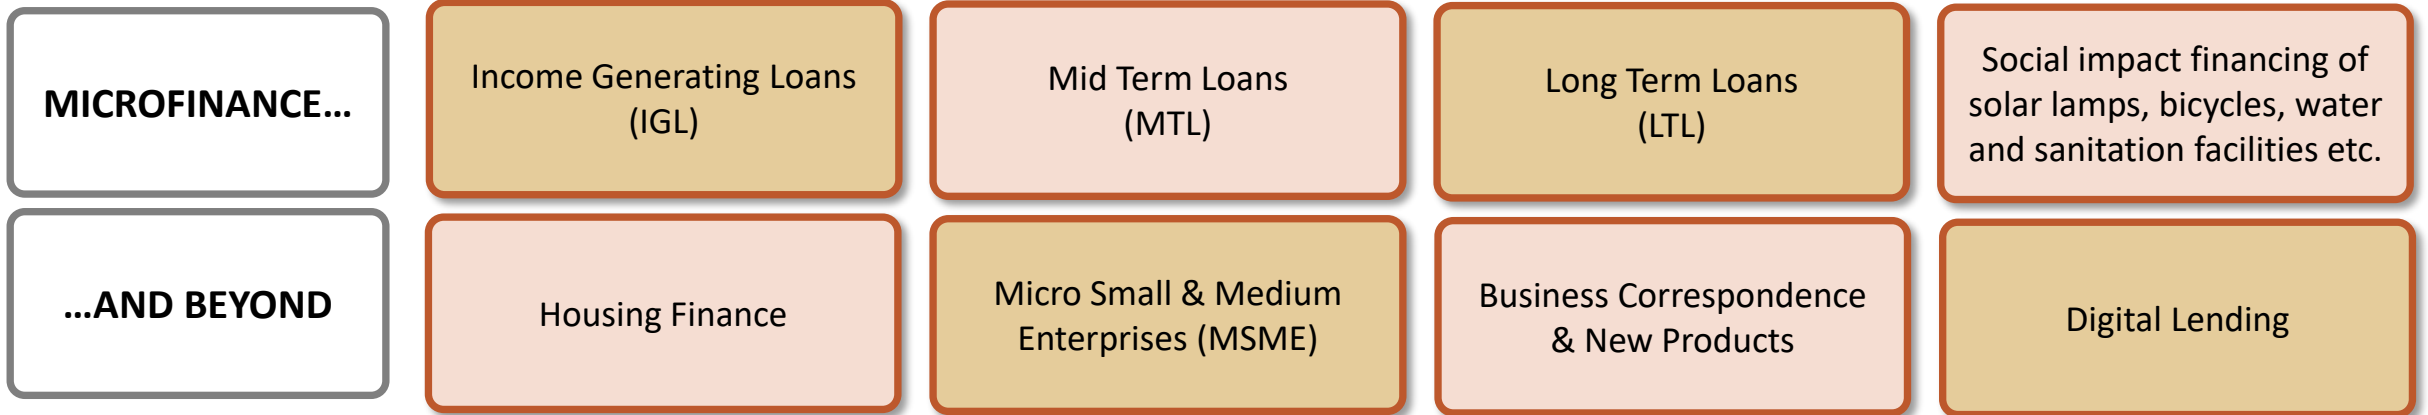 MICROFINANCE…
Income Generating Loans
(IGL)
Mid Term Loans
(MTL)
Long Term Loans
(LTL)
Social impact financing of
solar lamps, bicycles, water
and sanitation facilities etc.
…AND BEYOND
Housing Finance
Micro Small & Medium
Enterprises (MSME)
Business Correspondence
& New Products
Digital Lending